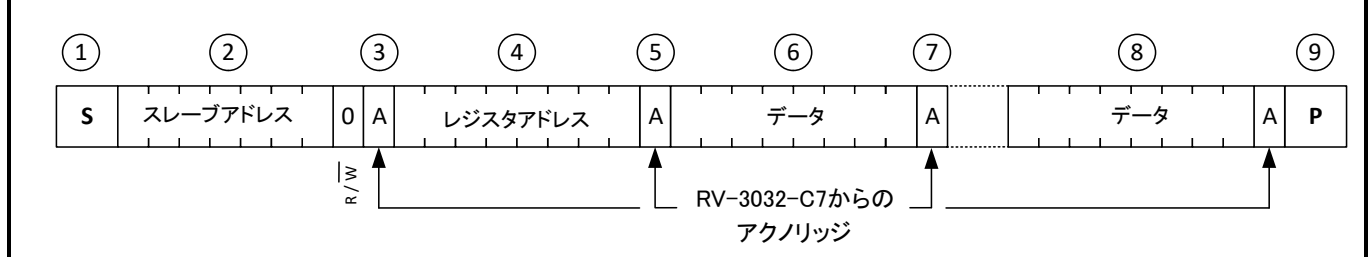 ① ② ③ ④ ⑤ ⑥ ⑦ ⑧ ⑨
S スレーブアドレス 0 A レジスタアドレス A データ A データ A P
R / W
RV-3032-C7からの
アクノリッジ